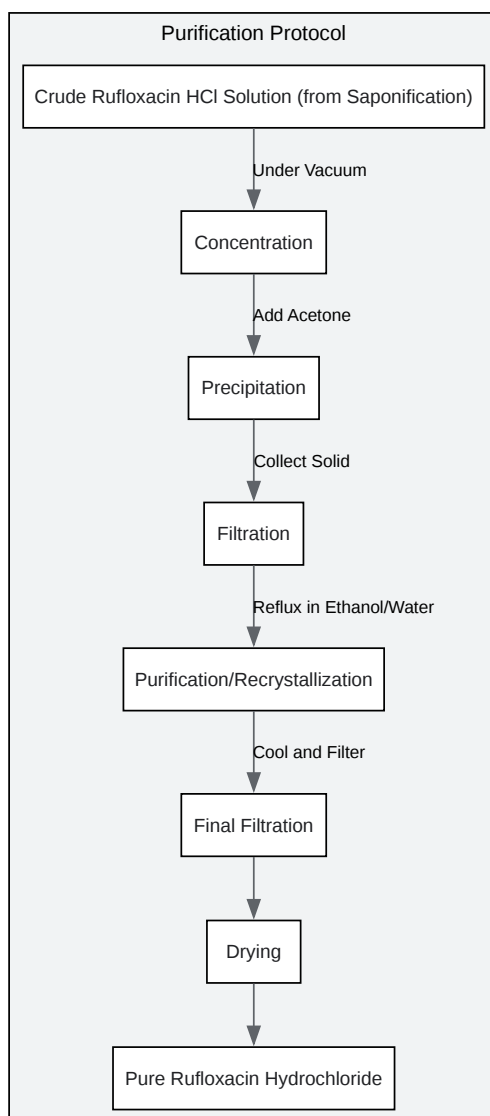 Purification Protocol
Crude Rufloxacin HCl Solution (from Saponification)
Under Vacuum
Concentration
Add Acetone
Precipitation
Collect Solid
Filtration
Reflux in Ethanol/Water
Purification/Recrystallization
Cool and Filter
Final Filtration
Drying
Pure Rufloxacin Hydrochloride